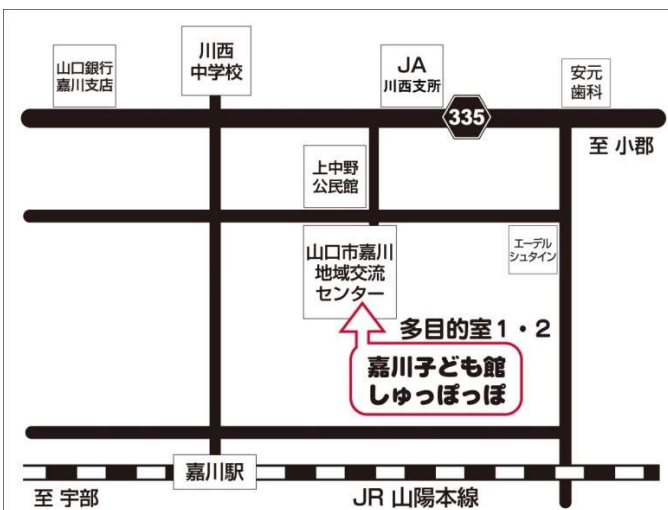 山口銀行
嘉川支店
川西
中学校
JA
川西支所
安元
歯科
335
至 小郡
上中野
公民館
山口市嘉川
地域交流
センター
エーデル
シュタイン
多目的室1・2
嘉川子ども館
しゅっぽっぽ
嘉川駅
至 宇部
JR 山陽本線